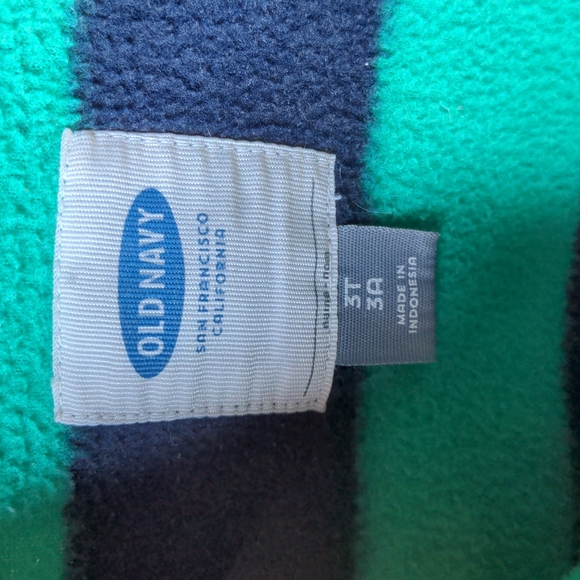 OLD NAVY
SAN FRANCISCO
CALIFORNIA
3T
3A
MADE IN
INDONESIA